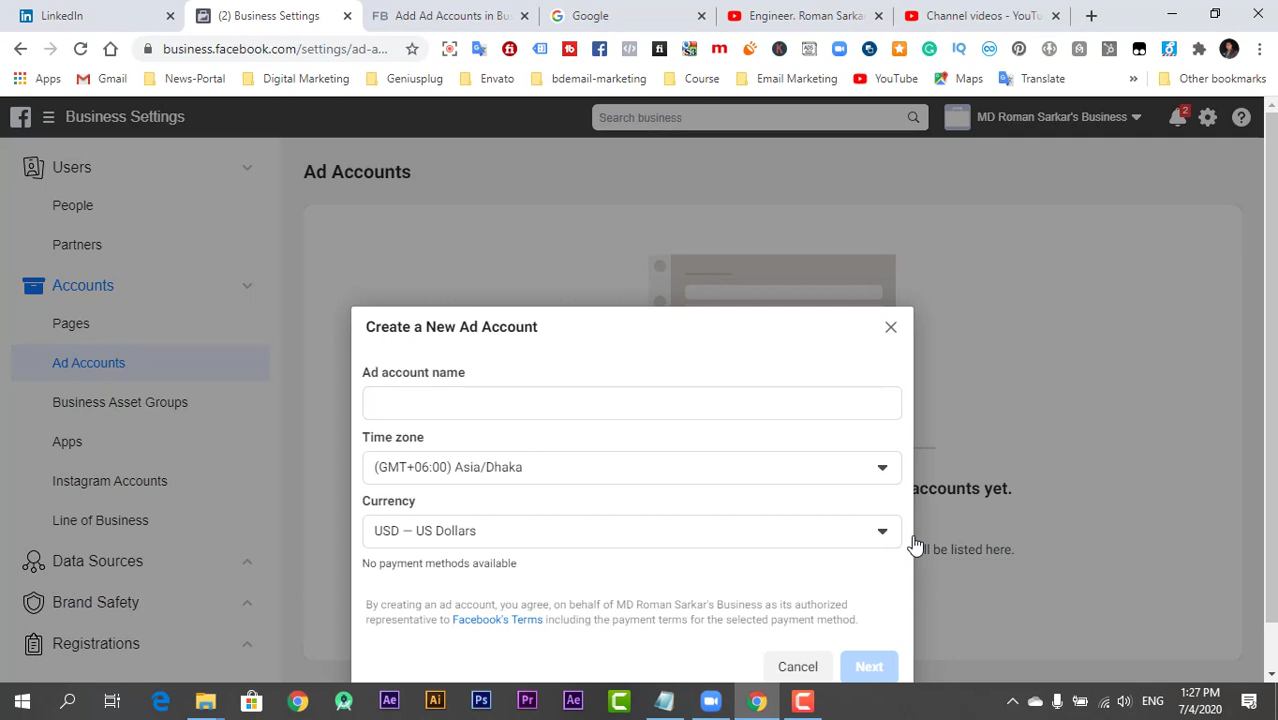 LinkedIn
(2) Business Settings
Add Ad Accounts in Bu
Google
Engineer. Roman Sarkar
Channel videos - YouTu
business.facebook.com/settings/ad-a...
Apps
Gmail
News-Portal
Digital Marketing
Geniusplug
Envato
bdemail-marketing
Course
Email Marketing
YouTube
Maps
Translate
Other bookmarks
Business Settings
Search business
MD Roman Sarkar's Business
2
Users
People
Partners
Accounts
Pages
Ad Accounts
Business Asset Groups
Apps
Instagram Accounts
Line of Business
Data Sources
Brand Safety
Registrations
Ad Accounts
accounts yet.
ll be listed here.
Create a New Ad Account
Ad account name
Time zone
(GMT+06:00) Asia/Dhaka
Currency
USD — US Dollars
No payment methods available
By creating an ad account, you agree, on behalf of MD Roman Sarkar's Business as its authorized
representative to Facebook's Terms including the payment terms for the selected payment method.
Cancel
Next
ENG
1:27 PM
7/4/2020